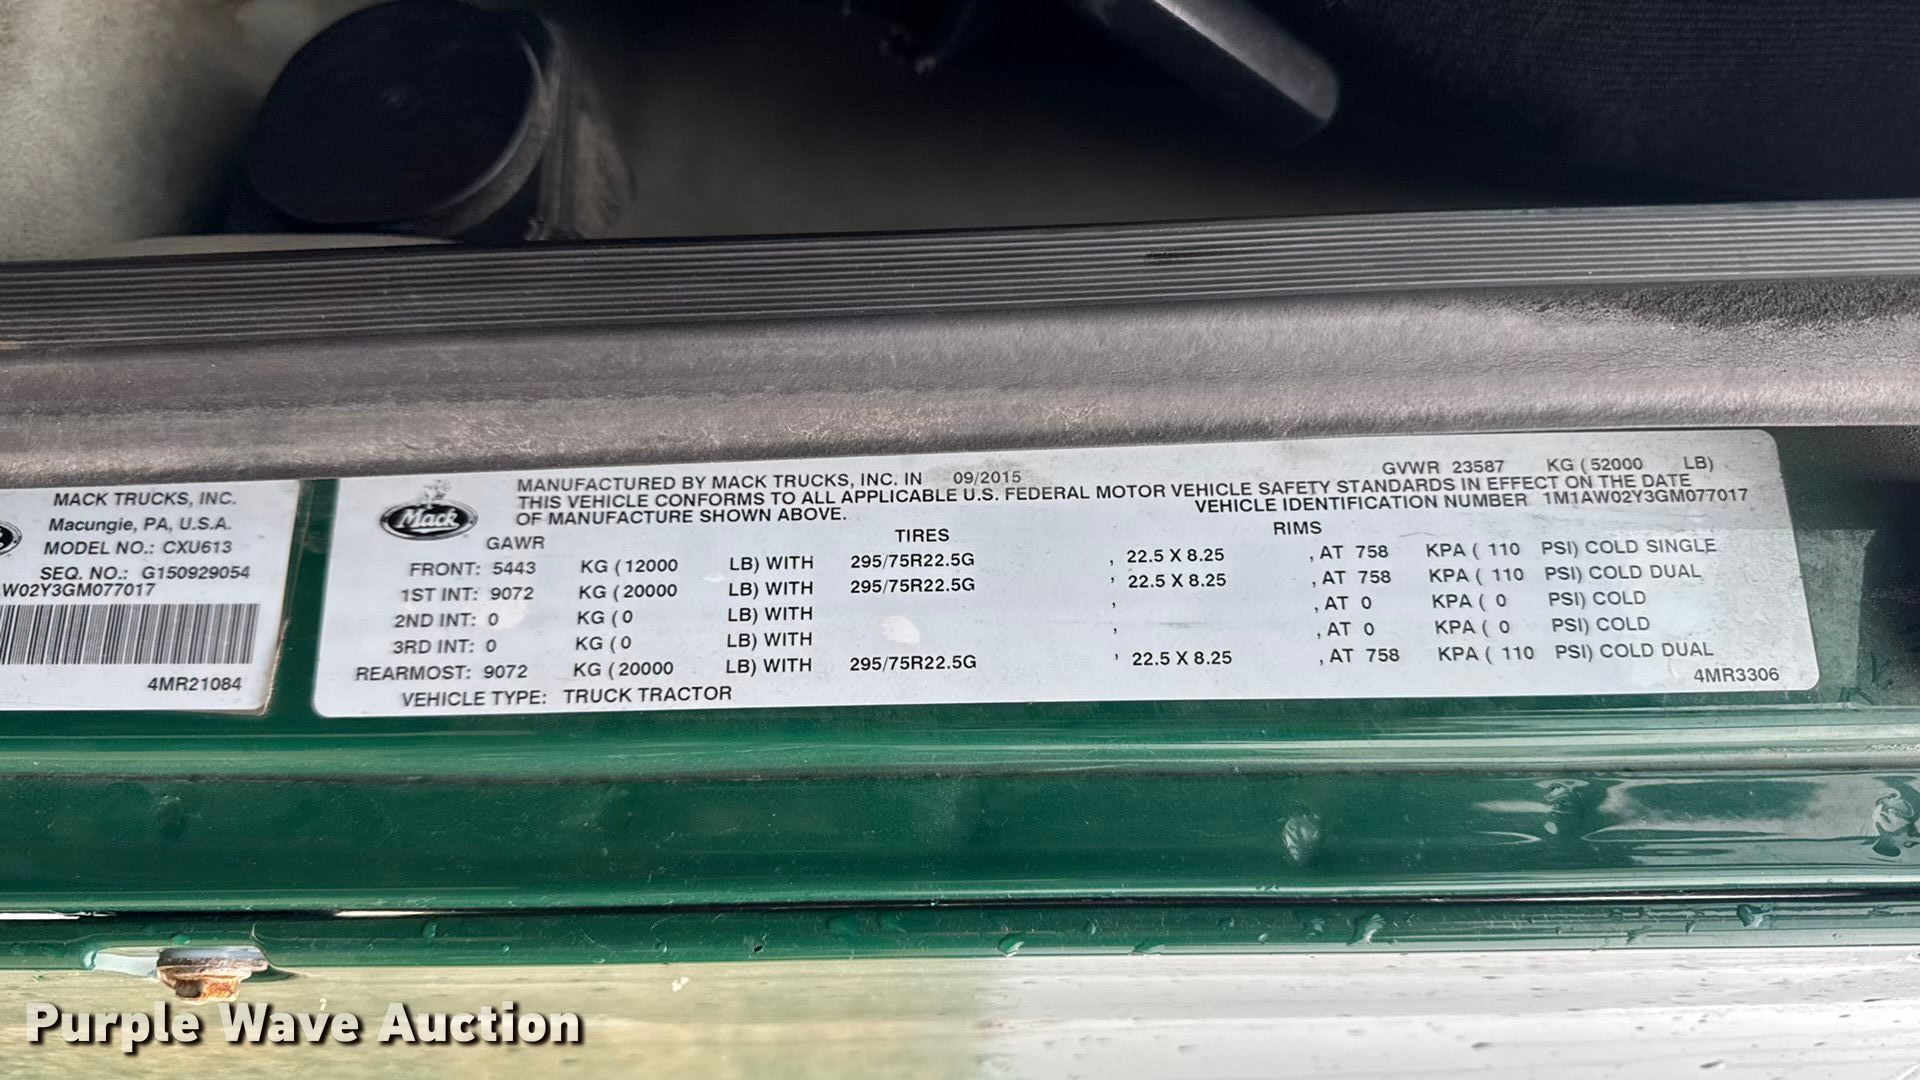 MACK TRUCKS, INC.
Macungie, PA, U.S.A.
MODEL NO.: CXU613
SEQ. NO.: G150929054
W02Y3GM077017
4MR21084
Mack
MANUFACTURED BY MACK TRUCKS, INC. IN 09/2015 GVWR 23587 KG (52000 LB)
THIS VEHICLE CONFORMS TO ALL APPLICABLE U.S. FEDERAL MOTOR VEHICLE SAFETY STANDARDS IN EFFECT ON THE DATE
OF MANUFACTURE SHOWN ABOVE. VEHICLE IDENTIFICATION NUMBER 1M1AW02Y3GM077017
GAWR TIRES RIMS
FRONT: 5443 KG (12000 LB) WITH 295/75R22.5G , 22.5 X 8.25 , AT 758 KPA ( 110 PSI) COLD SINGLE
1ST INT: 9072 KG (20000 LB) WITH 295/75R22.5G , 22.5 X 8.25 , AT 758 KPA ( 110 PSI) COLD DUAL
2ND INT: 0 KG (0 LB) WITH , , AT 0 KPA ( 0 PSI) COLD
3RD INT: 0 KG (0 LB) WITH , , AT 0 KPA ( 0 PSI) COLD
REARMOST: 9072 KG (20000 LB) WITH 295/75R22.5G , 22.5 X 8.25 , AT 758 KPA ( 110 PSI) COLD DUAL
VEHICLE TYPE: TRUCK TRACTOR 4MR3306
Purple Wave Auction